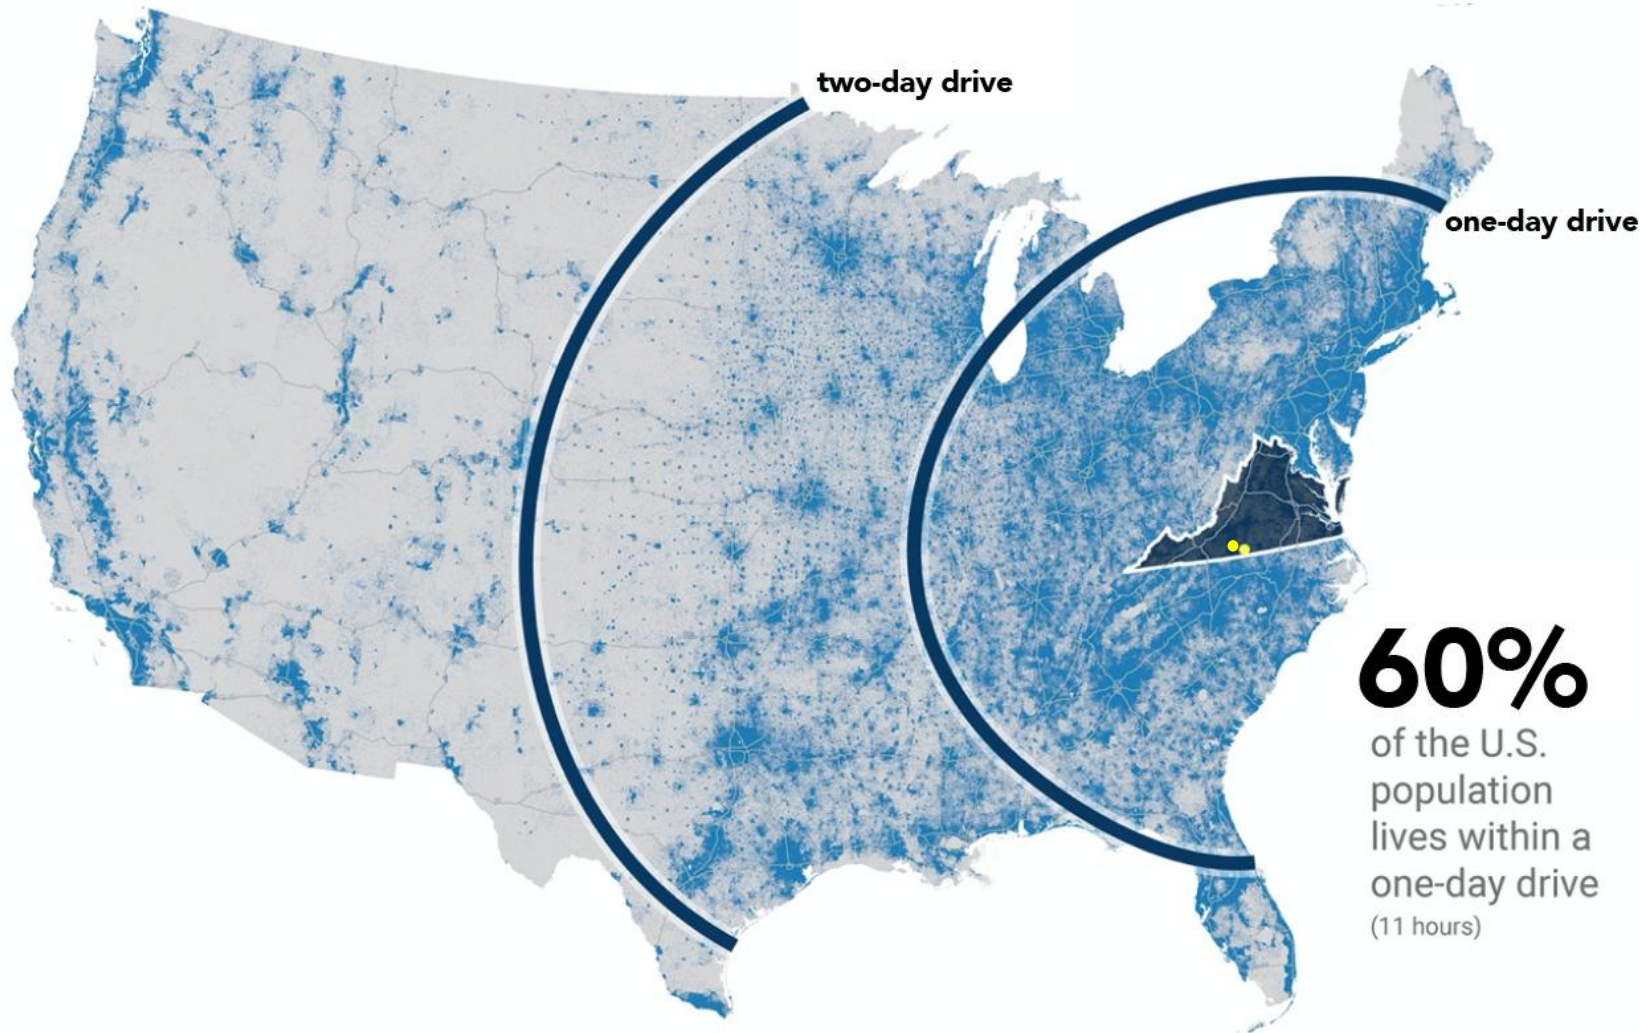 two-day drive
one-day drive
60%
of the U.S.
population
lives within a
one-day drive
(11 hours)